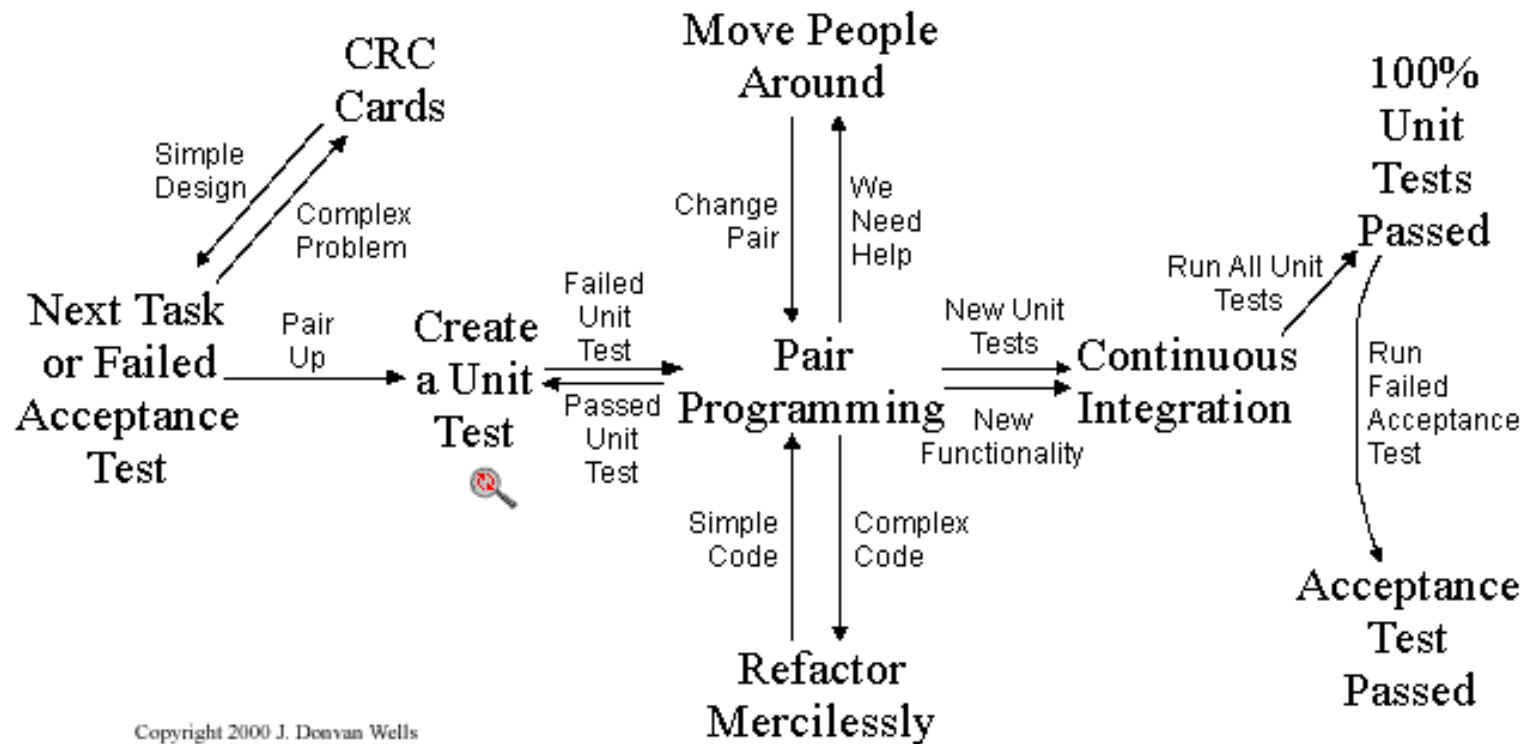 CRC
Cards
Simple
Design
Complex
Problem
Next Task
or Failed
Acceptance
Test
Pair
Up
Create
a Unit
Test
Failed
Unit
Test
Passed
Unit
Test
Move People
Around
Change
Pair
We
Need
Help
Pair
Programming
Simple
Code
Complex
Code
Refactor
Mercilessly
New Unit
Tests
New
Functionality
Continuous
Integration
Run All Unit
Tests
100%
Unit
Tests
Passed
Run
Failed
Acceptance
Test
Acceptance
Test
Passed
Copyright 2000 J. Donvan Wells